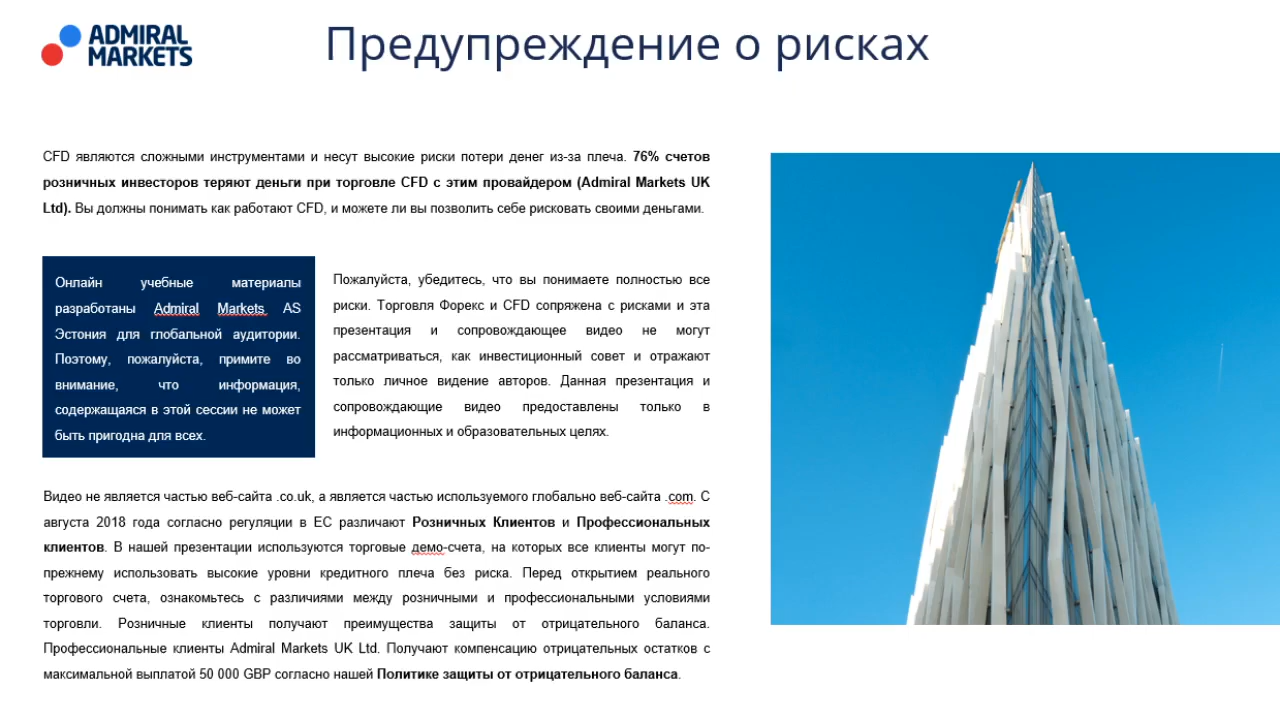 ADMIRAL
MARKETS
Предупреждение о рисках
CFD являются сложными инструментами и несут высокие риски потери денег из-за плеча. 76% счетов
розничных инвесторов теряют деньги при торговле CFD с этим провайдером (Admiral Markets UK
Ltd). Вы должны понимать как работают CFD, и можете ли вы позволить себе рисковать своими деньгами.
Онлайн учебные материалы
разработаны Admiral Markets AS
Эстония для глобальной аудитории.
Поэтому, пожалуйста, примите во
внимание, что информация,
содержащаяся в этой сессии не может
быть пригодна для всех.
Пожалуйста, убедитесь, что вы понимаете полностью все
риски. Торговля Форекс и CFD сопряжена с рисками и эта
презентация и сопровождающее видео не могут
рассматриваться, как инвестиционный совет и отражают
только личное видение авторов. Данная презентация и
сопровождающие видео предоставлены только в
информационных и образовательных целях.
Видео не является частью веб-сайта .co.uk, а является частью используемого глобально веб-сайта .com. С
августа 2018 года согласно регуляции в ЕС различают Розничных Клиентов и Профессиональных
клиентов. В нашей презентации используются торговые демо-счета, на которых все клиенты могут по-
прежнему использовать высокие уровни кредитного плеча без риска. Перед открытием реального
торгового счета, ознакомьтесь с различиями между розничными и профессиональными условиями
торговли. Розничные клиенты получают преимущества защиты от отрицательного баланса.
Профессиональные клиенты Admiral Markets UK Ltd. Получают компенсацию отрицательных остатков с
максимальной выплатой 50 000 GBP согласно нашей Политике защиты от отрицательного баланса.